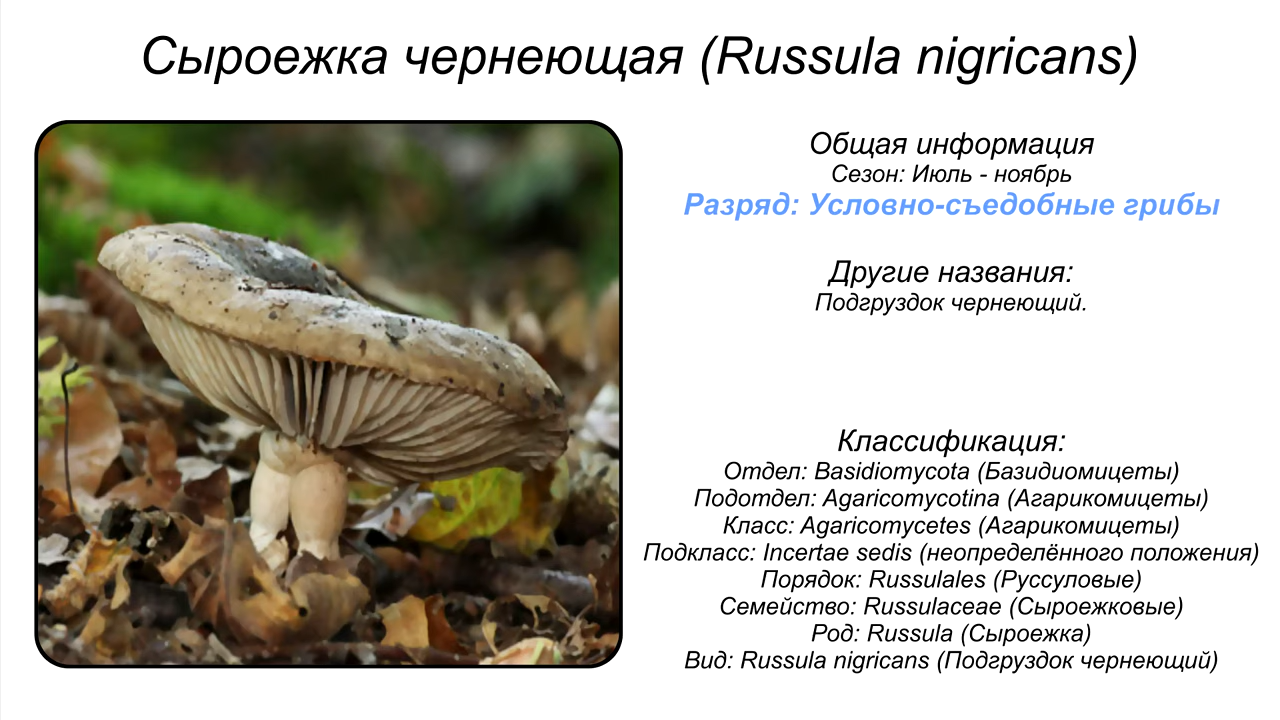 Сыроежка чернеющая (Russula nigricans)
Общая информация
Сезон: Июль - ноябрь
Разряд: Условно-съедобные грибы
Другие названия:
Подгруздок чернеющий.
Классификация:
Отдел: Basidiomycota (Базидиомицеты)
Подотдел: Agaricomycotina (Агарикомицеты)
Класс: Agaricomycetes (Агарикомицеты)
Подкласс: Incertae sedis (неопределённого положения)
Порядок: Russulales (Руссуловые)
Семейство: Russulaceae (Сыроежковые)
Род: Russula (Сыроежка)
Вид: Russula nigricans (Подгруздок чернеющий)